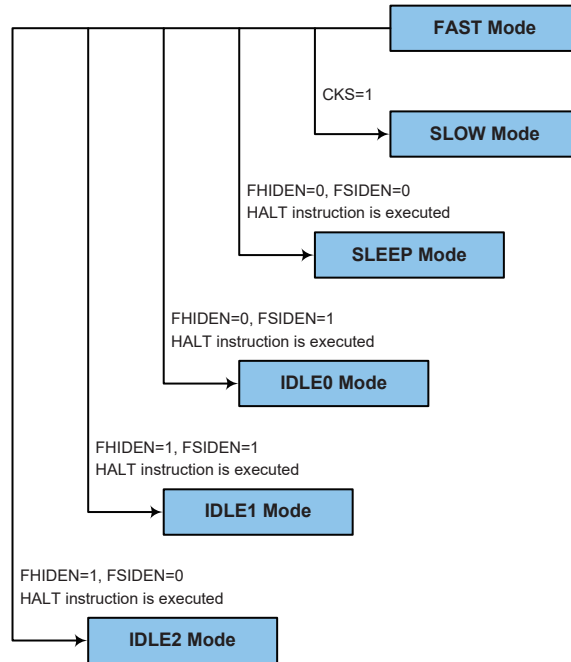 FAST Mode
CKS=1
SLOW Mode
FHIDEN=0, FSIDEN=0
HALT instruction is executed
SLEEP Mode
FHIDEN=0, FSIDEN=1
HALT instruction is executed
IDLE0 Mode
FHIDEN=1, FSIDEN=1
HALT instruction is executed
IDLE1 Mode
FHIDEN=1, FSIDEN=0
HALT instruction is executed
IDLE2 Mode